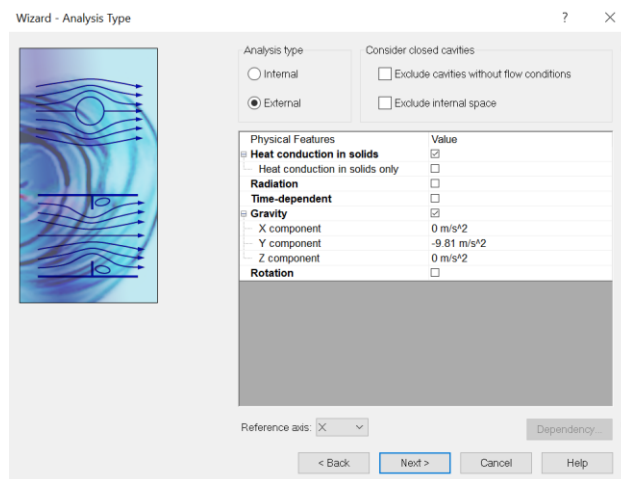 Wizard - Analysis Type ? ×
Analysis type
Internal
External
Consider closed cavities
Exclude cavities without flow conditions
Exclude internal space
Physical Features Value
Heat conduction in solids
Heat conduction in solids only
Radiation
Time-dependent
Gravity
X component 0 m/s^2
Y component -9.81 m/s^2
Z component 0 m/s^2
Rotation
Reference axis: X
Dependency...
< Back Next > Cancel Help